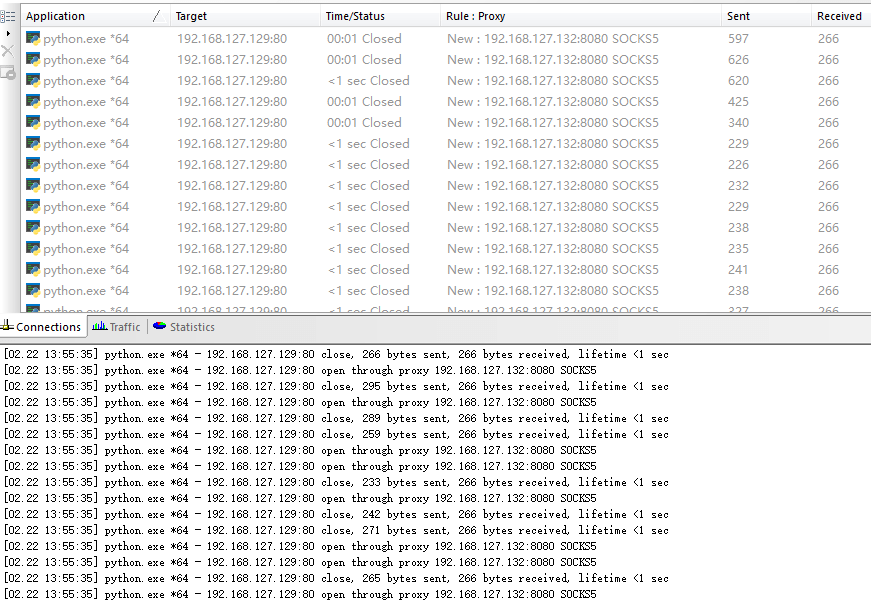 Application / Target Time/Status Rule : Proxy Sent Received
python.exe *64 192.168.127.129:80 00:01 Closed New : 192.168.127.132:8080 SOCKS5 597 266
python.exe *64 192.168.127.129:80 00:01 Closed New : 192.168.127.132:8080 SOCKS5 626 266
python.exe *64 192.168.127.129:80 <1 sec Closed New : 192.168.127.132:8080 SOCKS5 620 266
python.exe *64 192.168.127.129:80 00:01 Closed New : 192.168.127.132:8080 SOCKS5 425 266
python.exe *64 192.168.127.129:80 00:01 Closed New : 192.168.127.132:8080 SOCKS5 340 266
python.exe *64 192.168.127.129:80 <1 sec Closed New : 192.168.127.132:8080 SOCKS5 229 266
python.exe *64 192.168.127.129:80 <1 sec Closed New : 192.168.127.132:8080 SOCKS5 226 266
python.exe *64 192.168.127.129:80 <1 sec Closed New : 192.168.127.132:8080 SOCKS5 232 266
python.exe *64 192.168.127.129:80 <1 sec Closed New : 192.168.127.132:8080 SOCKS5 229 266
python.exe *64 192.168.127.129:80 <1 sec Closed New : 192.168.127.132:8080 SOCKS5 238 266
python.exe *64 192.168.127.129:80 <1 sec Closed New : 192.168.127.132:8080 SOCKS5 235 266
python.exe *64 192.168.127.129:80 <1 sec Closed New : 192.168.127.132:8080 SOCKS5 241 266
python.exe *64 192.168.127.129:80 <1 sec Closed New : 192.168.127.132:8080 SOCKS5 238 266
python.exe *64 192.168.127.129:80 <1 sec Closed New : 192.168.127.132:8080 SOCKS5 327 266
Connections Traffic Statistics
[02.22 13:55:35] python.exe *64 - 192.168.127.129:80 close, 266 bytes sent, 266 bytes received, lifetime <1 sec
[02.22 13:55:35] python.exe *64 - 192.168.127.129:80 open through proxy 192.168.127.132:8080 SOCKS5
[02.22 13:55:35] python.exe *64 - 192.168.127.129:80 close, 295 bytes sent, 266 bytes received, lifetime <1 sec
[02.22 13:55:35] python.exe *64 - 192.168.127.129:80 open through proxy 192.168.127.132:8080 SOCKS5
[02.22 13:55:35] python.exe *64 - 192.168.127.129:80 close, 289 bytes sent, 266 bytes received, lifetime <1 sec
[02.22 13:55:35] python.exe *64 - 192.168.127.129:80 close, 259 bytes sent, 266 bytes received, lifetime <1 sec
[02.22 13:55:35] python.exe *64 - 192.168.127.129:80 open through proxy 192.168.127.132:8080 SOCKS5
[02.22 13:55:35] python.exe *64 - 192.168.127.129:80 open through proxy 192.168.127.132:8080 SOCKS5
[02.22 13:55:35] python.exe *64 - 192.168.127.129:80 close, 233 bytes sent, 266 bytes received, lifetime <1 sec
[02.22 13:55:35] python.exe *64 - 192.168.127.129:80 open through proxy 192.168.127.132:8080 SOCKS5
[02.22 13:55:35] python.exe *64 - 192.168.127.129:80 close, 242 bytes sent, 266 bytes received, lifetime <1 sec
[02.22 13:55:35] python.exe *64 - 192.168.127.129:80 close, 271 bytes sent, 266 bytes received, lifetime <1 sec
[02.22 13:55:35] python.exe *64 - 192.168.127.129:80 open through proxy 192.168.127.132:8080 SOCKS5
[02.22 13:55:35] python.exe *64 - 192.168.127.129:80 open through proxy 192.168.127.132:8080 SOCKS5
[02.22 13:55:35] python.exe *64 - 192.168.127.129:80 close, 265 bytes sent, 266 bytes received, lifetime <1 sec
[02.22 13:55:35] python.exe *64 - 192.168.127.129:80 open through proxy 192.168.127.132:8080 SOCKS5